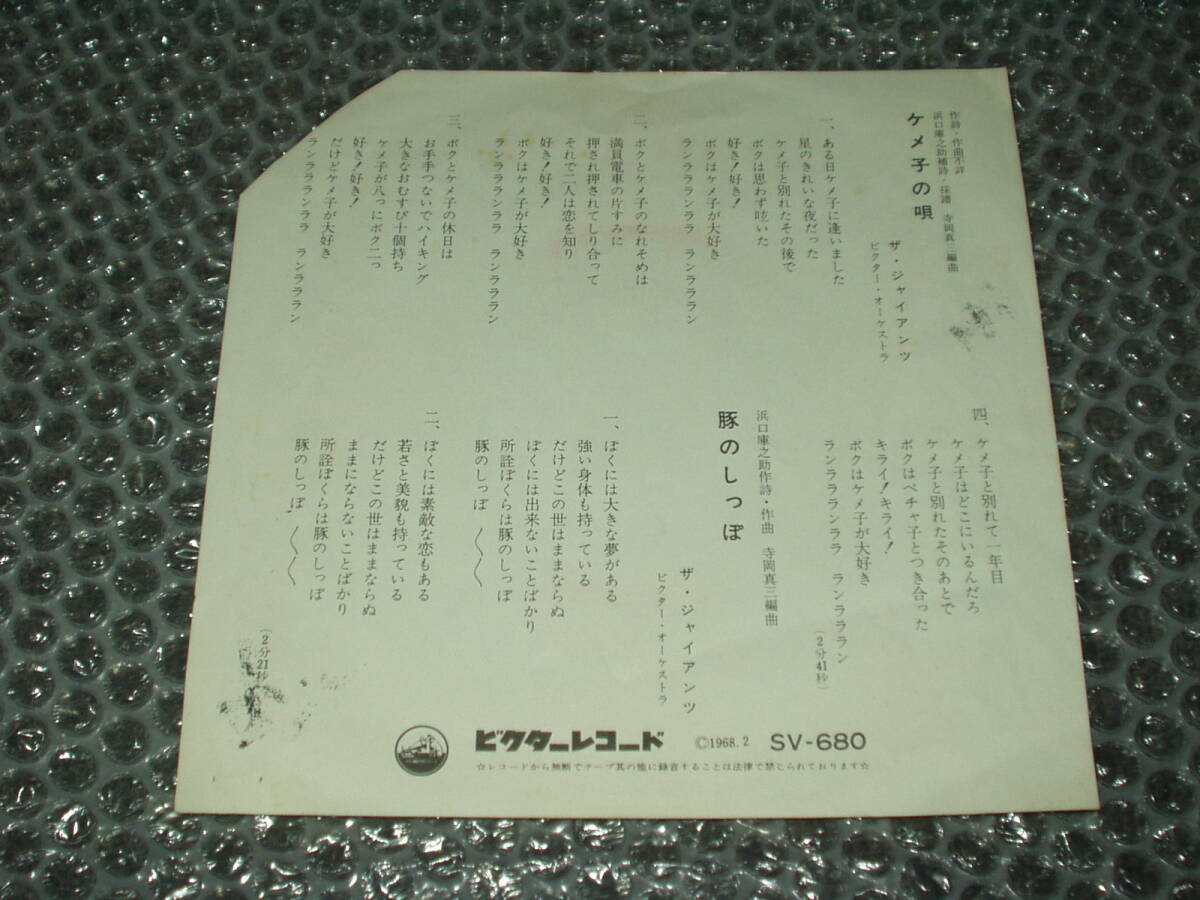 ケメ子の唄
作詩・作曲不詳
浜口庫之助補詩・採譜 寺岡真三編曲
ザ・ジャイアンツ
ビクター・オーケストラ
一、ある日ケメ子に逢いました
星のきれいな夜だった
ケメ子と別れたその後で
ボクは思わず呟いた
好き!好き!
ボクはケメ子が大好き
ランララランララ ランラララン
二、ボクとケメ子のなれそめは
満員電車の片すみに
押され押されてしり合って
それで二人は恋を知り
好き!好き!
ボクはケメ子が大好き
ランララランララ ランラララン
三、ボクとケメ子の休日は
お手手つないでハイキング
大きなおむすび十個持ち
ケメ子が八つにボク二つ
好き!好き!
だけどケメ子が大好き
ランララランララ ランラララン
四、ケメ子と別れて一年目
ケメ子はどこにいるんだろ
ケメ子と別れたそのあとで
ボクはペチャ子とつき合った
キライ!キライ!
ボクはケメ子が大好き
ランララランララ ランラララン
(2分41秒)
豚のしっぽ
浜口庫之助作詩・作曲 寺岡真三編曲
ザ・ジャイアンツ
ビクター・オーケストラ
一、ぼくには大きな夢がある
強い身体も持っている
だけどこの世はままならぬ
ぼくには出来ないことばかり
所詮ぼくらは豚のしっぽ
豚のしっぽ 〱〱
二、ぼくには素敵な恋もある
若さと美貌も持っている
だけどこの世はままならぬ
ままにならないことばかり
所詮ぼくらは豚のしっぽ
豚のしっぽ 〱〱
(2分21秒)
ビクターレコード ©1968.2 SV-680
☆レコードから無断でテープ其の他に録音することは法律で禁じられております☆